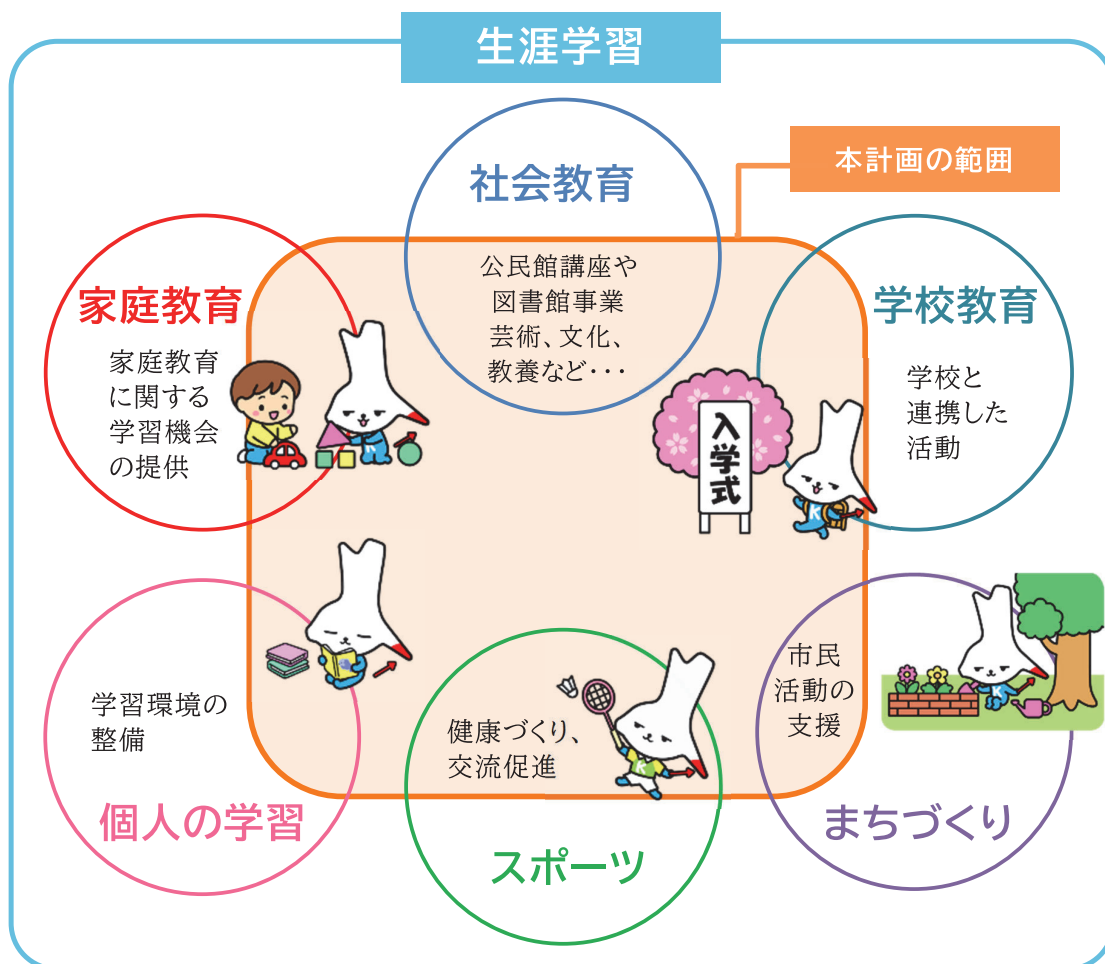 生涯学習
本計画の範囲
社会教育
公民館講座や
図書館事業
芸術、文化、
教養など・・・
家庭教育
家庭教育
に関する
学習機会
の提供
学校教育
学校と
連携した
活動
入学式
K
K
学習環境の
整備
個人の学習
健康づくり、
交流促進
K
スポーツ
市民
活動の
支援
K
まちづくり